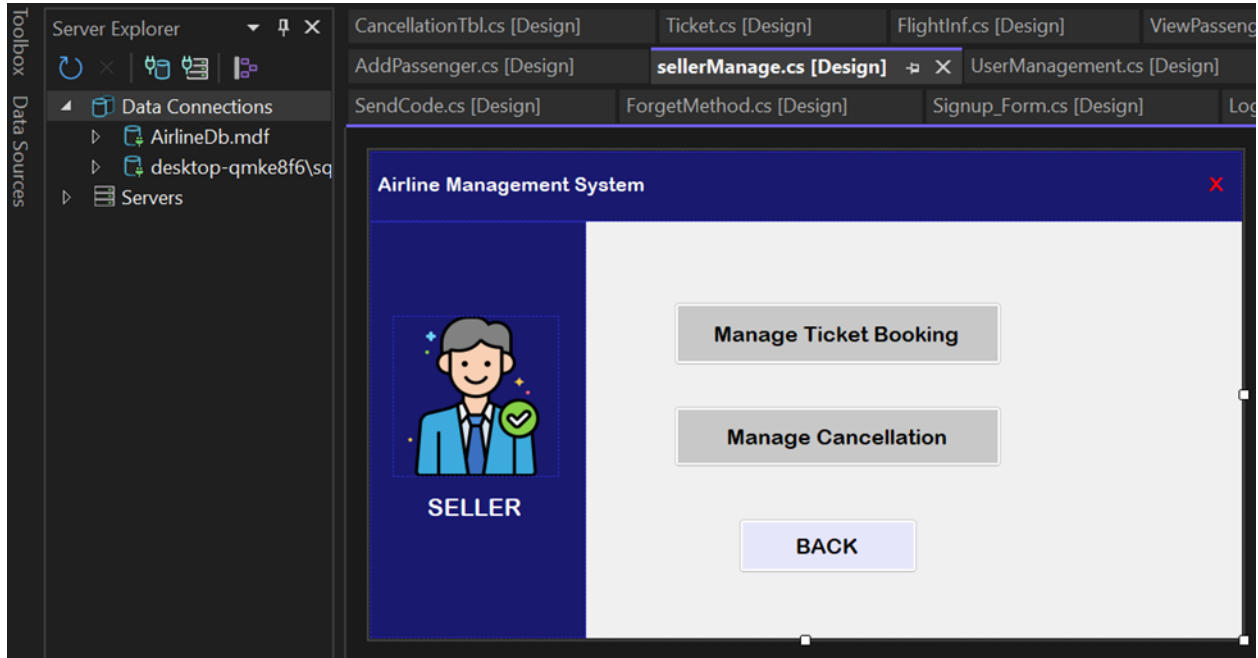 Toolbox
Data Sources
Server Explorer
Data Connections
AirlineDb.mdf
desktop-qmke8f6\sq
Servers
CancellationTbl.cs [Design]
Ticket.cs [Design]
FlightInf.cs [Design]
ViewPasseng
AddPassenger.cs [Design]
sellerManage.cs [Design]
UserManagement.cs [Design]
SendCode.cs [Design]
ForgetMethod.cs [Design]
Signup_Form.cs [Design]
Log
Airline Management System
X
SELLER
Manage Ticket Booking
Manage Cancellation
BACK